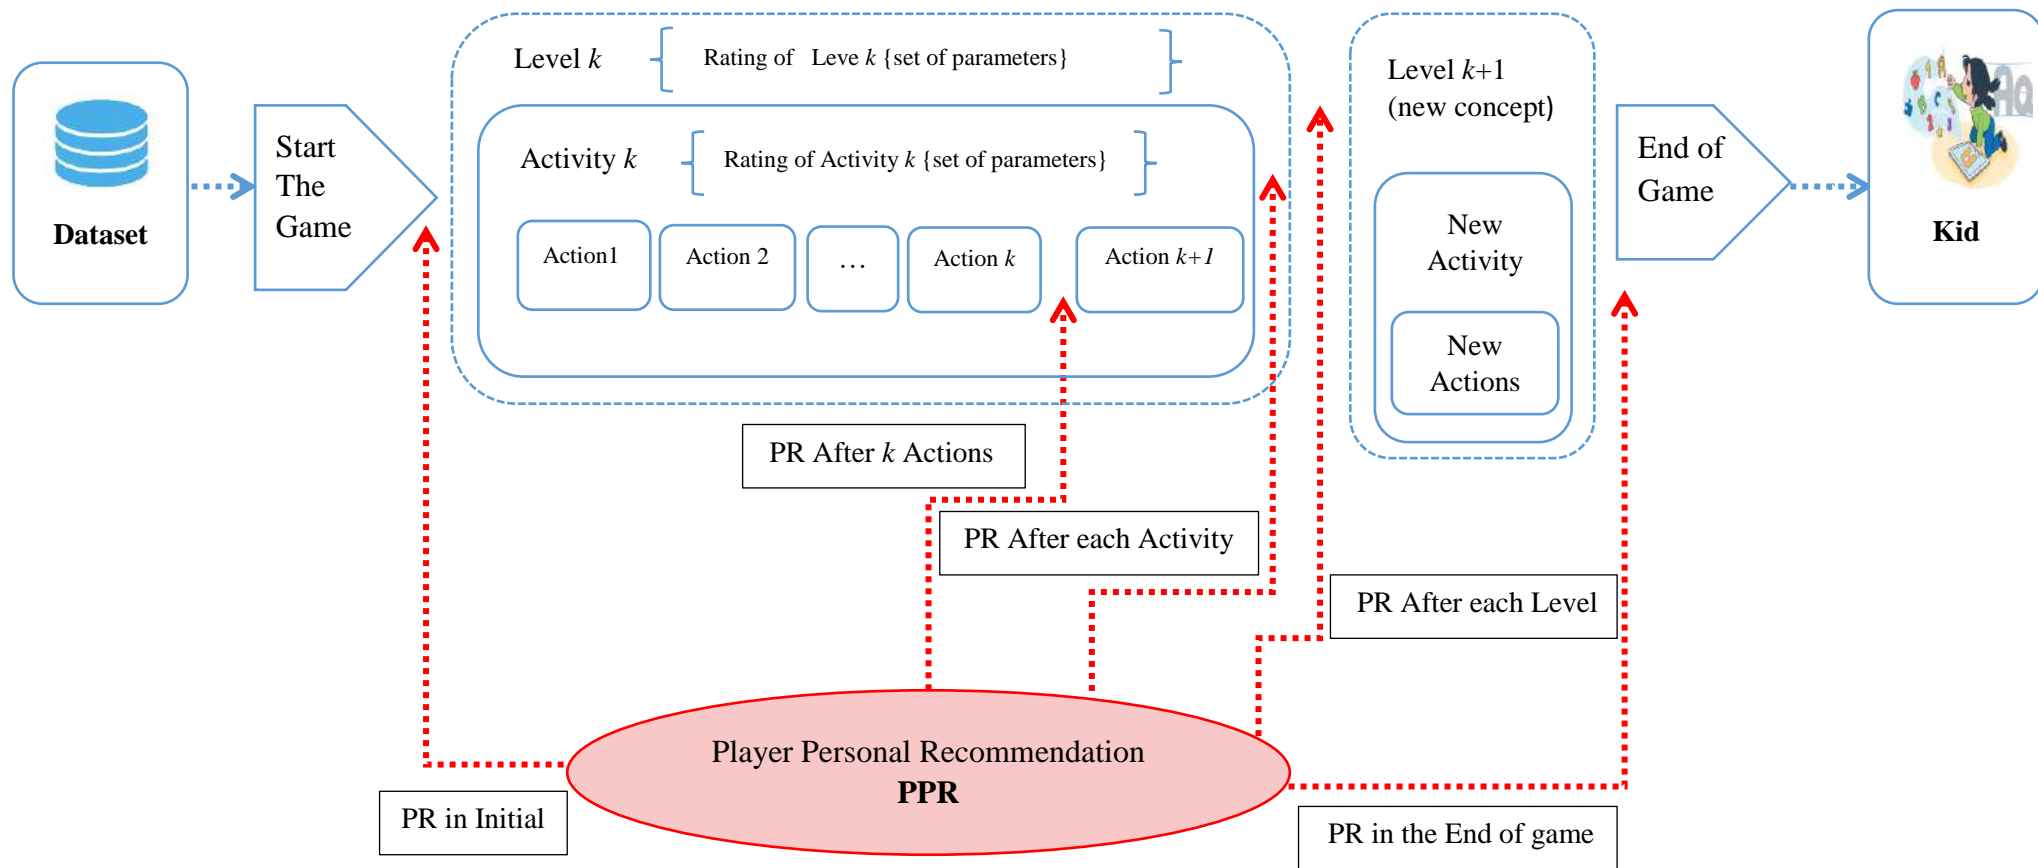 Dataset
Start
The
Game
Level k
Rating of Leve k {set of parameters}
Activity k
Rating of Activity k {set of parameters}
Action1
Action 2
…
Action k
Action k+1
Level k+1
(new concept)
New
Activity
New
Actions
End of
Game
Kid
PR After k Actions
PR After each Activity
PR After each Level
Player Personal Recommendation
PPR
PR in Initial
PR in the End of game